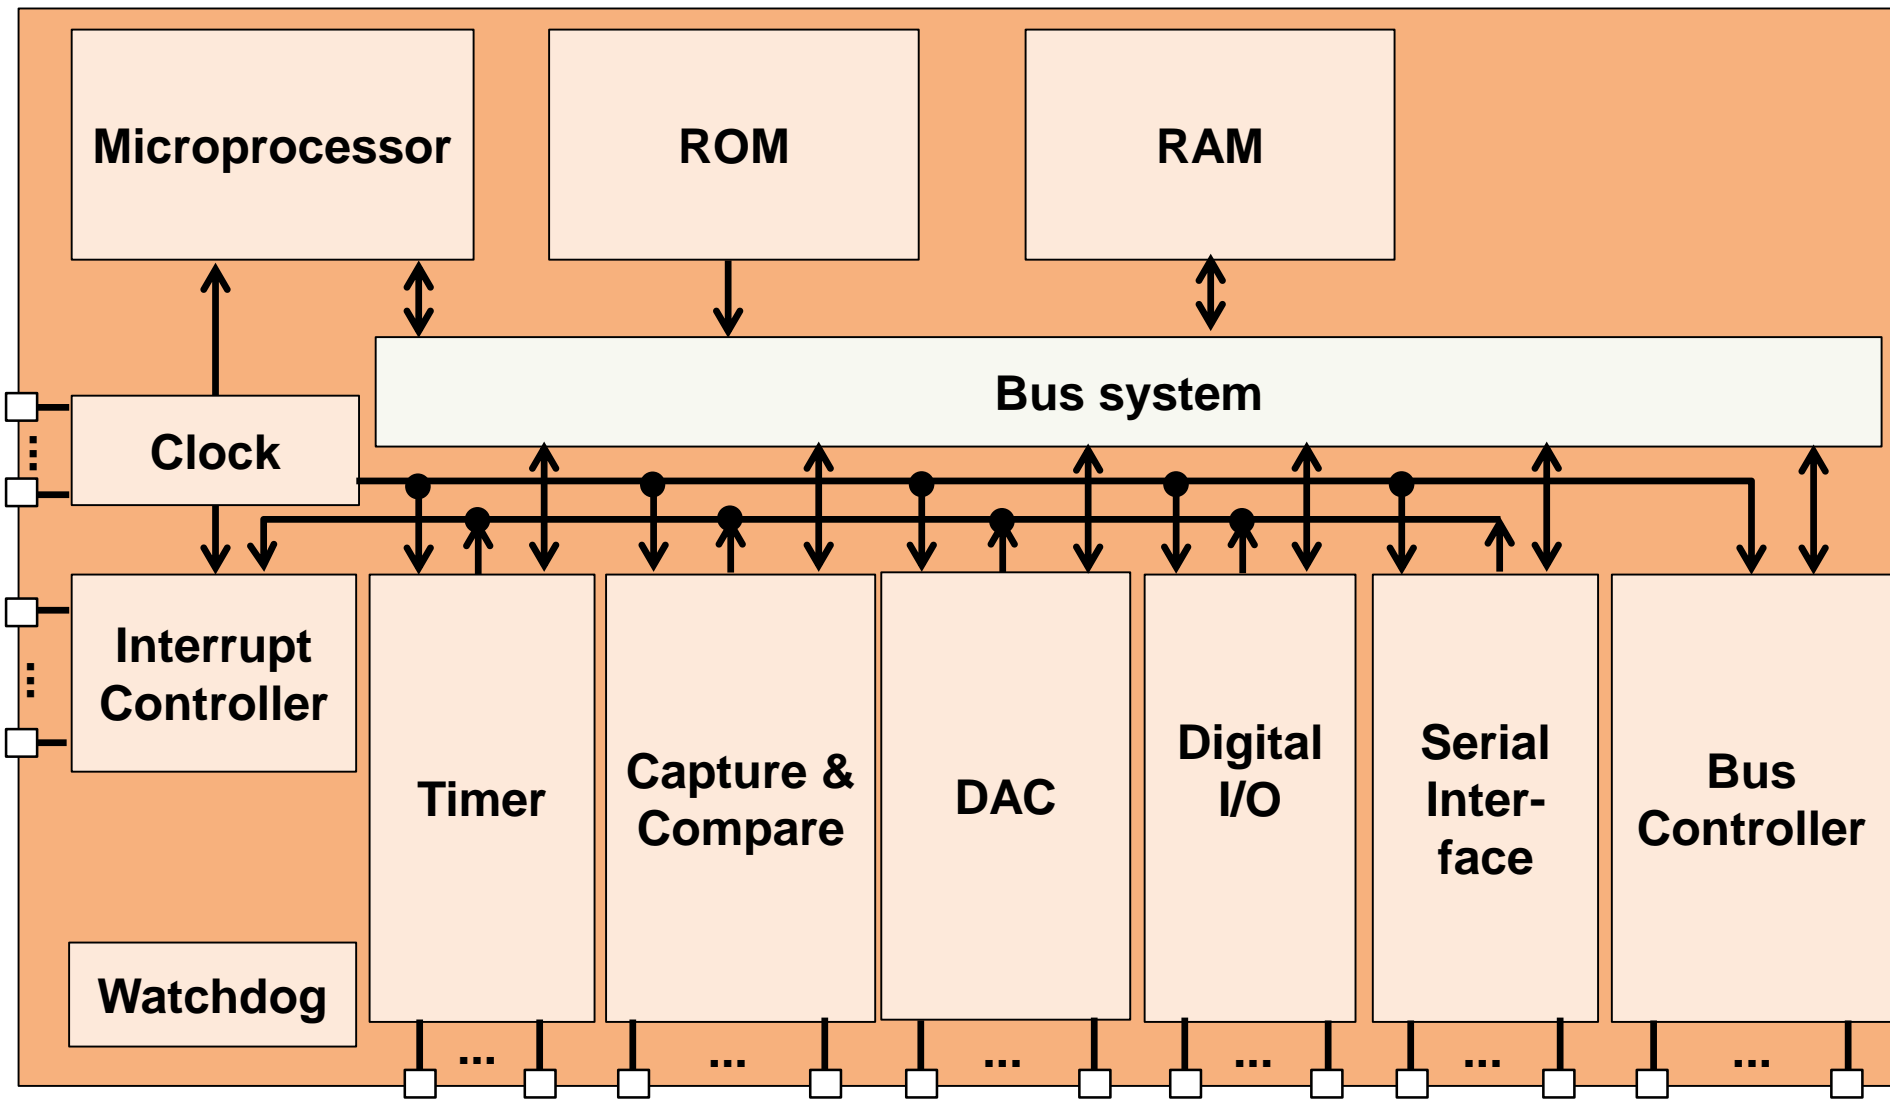 Microprocessor
ROM
RAM
Bus system
Clock
...
Interrupt
Controller
...
Timer
Capture &
Compare
DAC
Digital
I/O
Serial
Inter-
face
Bus
Controller
Watchdog
...
...
...
...
...
...